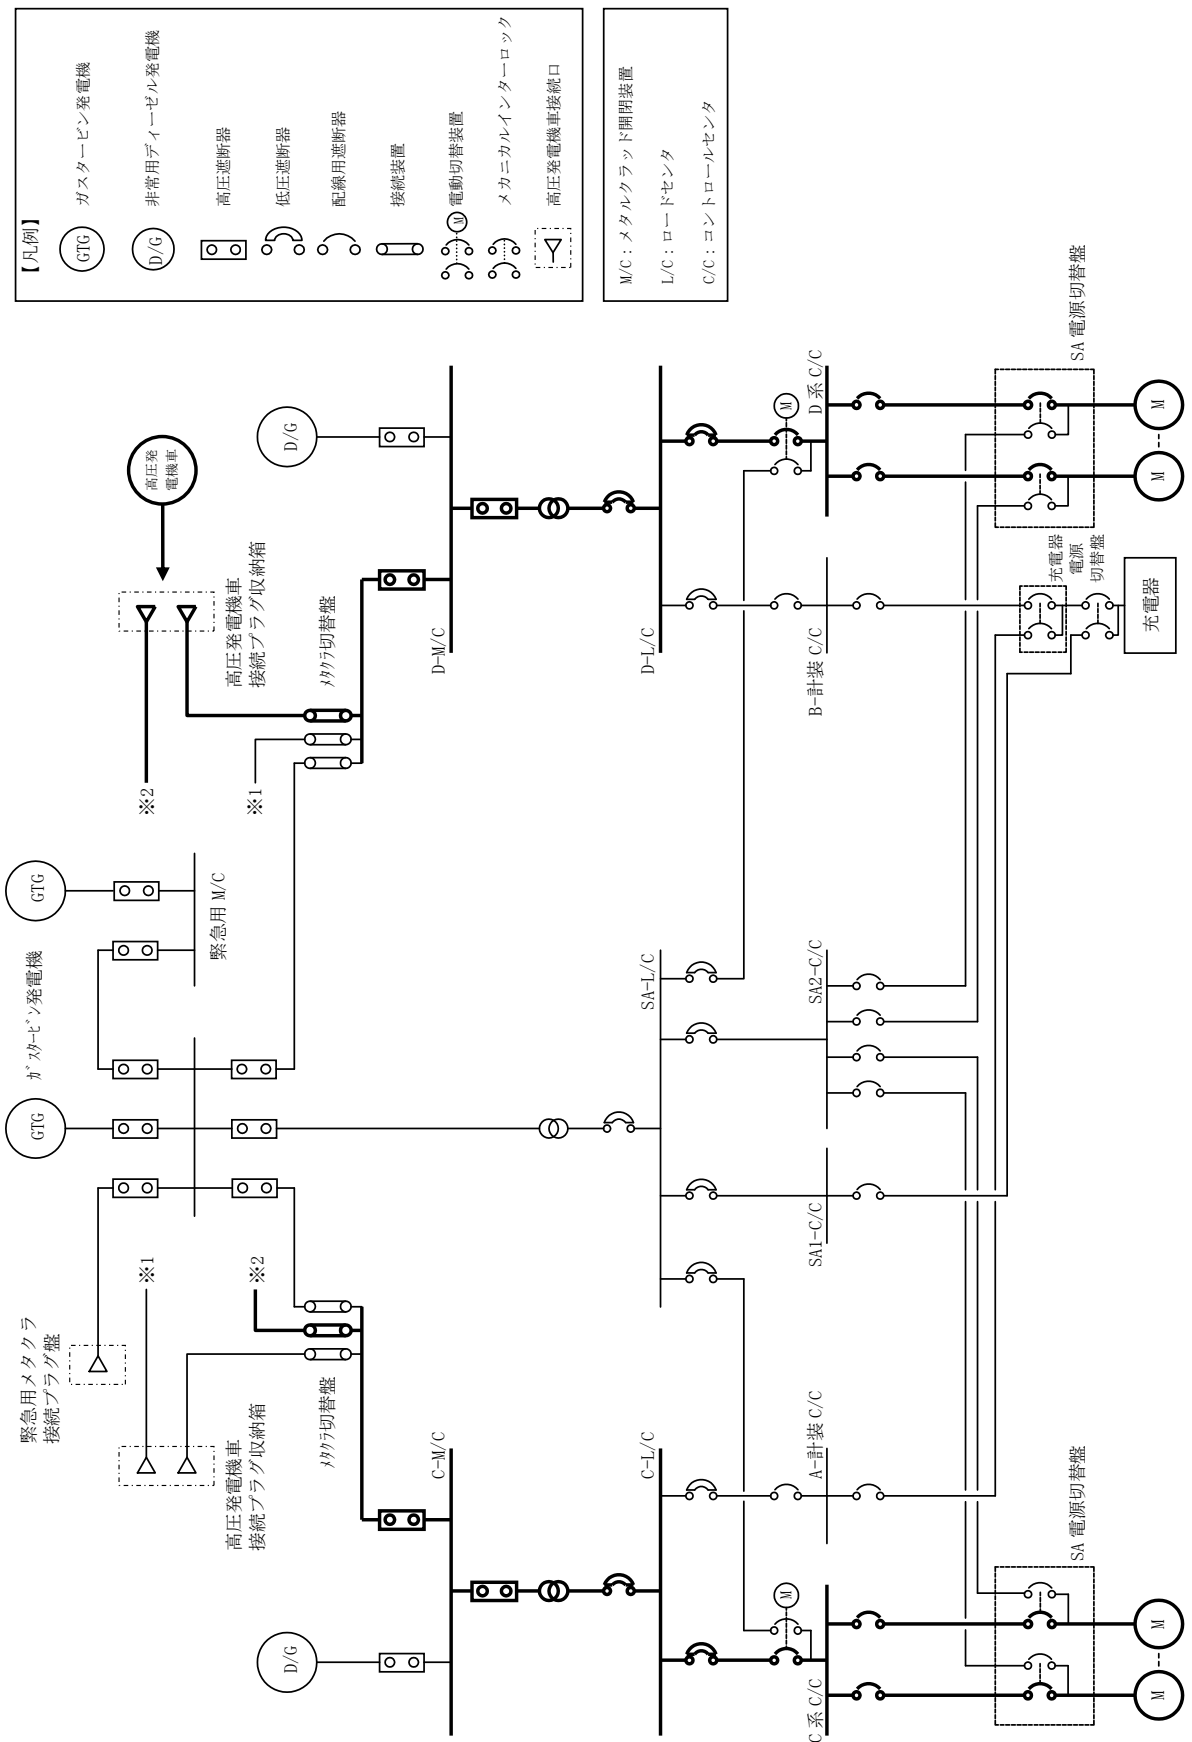 【凡例】
GTG
ガスタービン発電機
D/G
非常用ディーゼル発電機
高圧遮断器
低圧遮断器
配線用遮断器
接続装置
M
電動切替装置
メカニカルインターロック
高圧発電機車接続口
M/C：メタルクラッド開閉装置
L/C：ロードセンタ
C/C：コントロールセンタ
緊急用メタクラ
接続プラグ盤
GTG
ｶﾞｽﾀｰﾋﾞﾝ発電機
GTG
緊急用 M/C
※1
※2
※2
※1
高圧発
電機車
高圧発電機車
接続プラグ収納箱
高圧発電機車
接続プラグ収納箱
ﾒﾀｸﾗ切替盤
ﾒﾀｸﾗ切替盤
D/G
D/G
C-M/C
D-M/C
C-L/C
SA-L/C
D-L/C
M
M
C 系 C/C
A-計装 C/C
SA1-C/C
SA2-C/C
B-計装 C/C
D 系 C/C
SA 電源切替盤
充電器
電源
切替盤
SA 電源切替盤
M
M
充電器
M
M